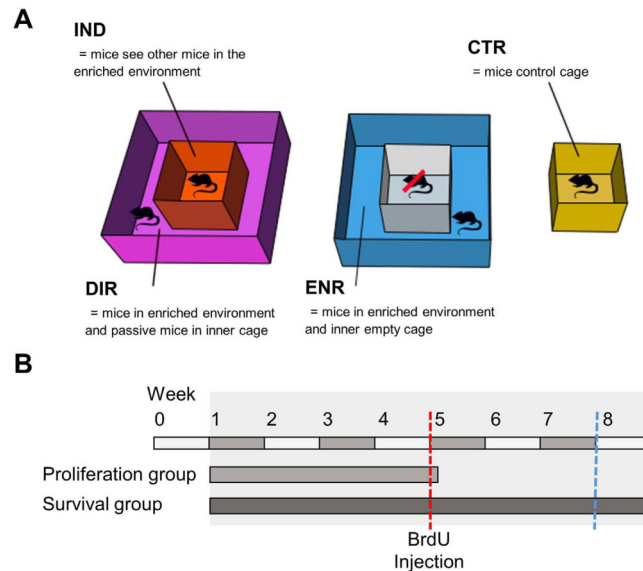 A
IND
= mice see other mice in the
enriched environment
CTR
= mice control cage
DIR
= mice in enriched environment
and passive mice in inner cage
ENR
= mice in enriched environment
and inner empty cage
B
Week
0 1 2 3 4 5 6 7 8
Proliferation group
Survival group
BrdU
Injection